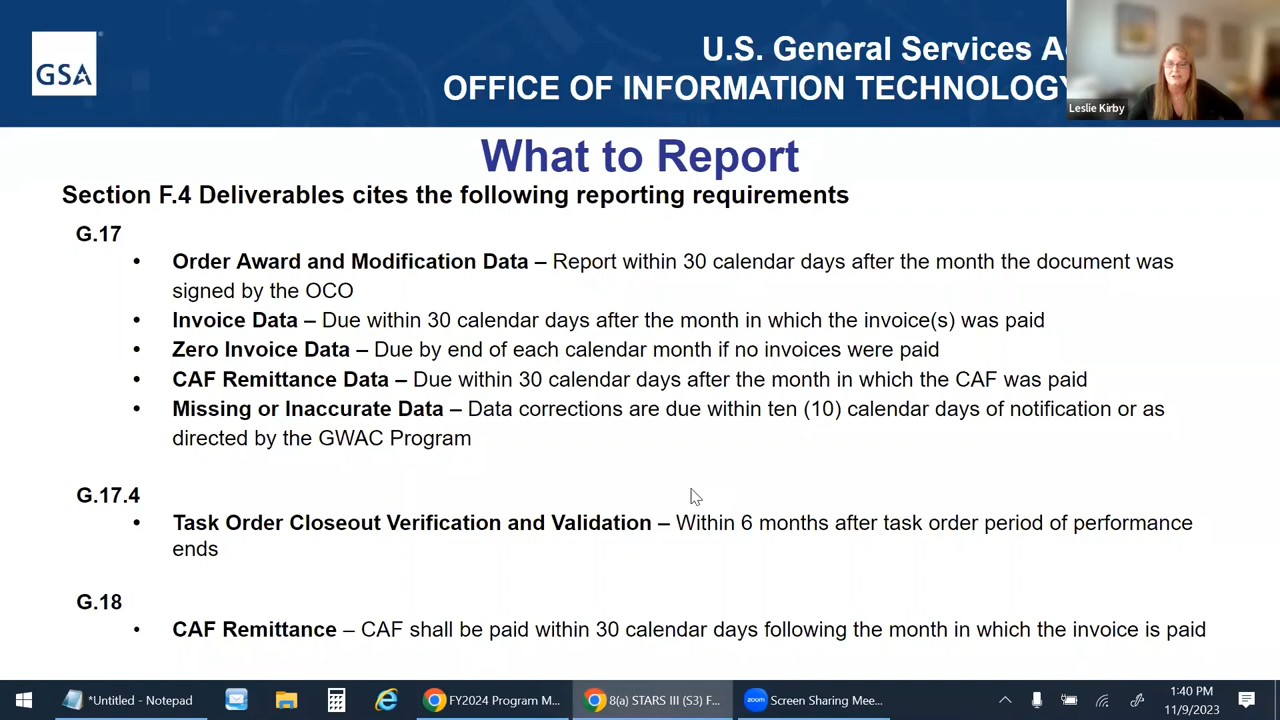 GSA
U.S. General Services A
OFFICE OF INFORMATION TECHNOLOGY
Leslie Kirby
What to Report
Section F.4 Deliverables cites the following reporting requirements
G.17
• Order Award and Modification Data – Report within 30 calendar days after the month the document was
signed by the OCO
• Invoice Data – Due within 30 calendar days after the month in which the invoice(s) was paid
• Zero Invoice Data – Due by end of each calendar month if no invoices were paid
• CAF Remittance Data – Due within 30 calendar days after the month in which the CAF was paid
• Missing or Inaccurate Data – Data corrections are due within ten (10) calendar days of notification or as
directed by the GWAC Program
G.17.4
• Task Order Closeout Verification and Validation – Within 6 months after task order period of performance
ends
G.18
• CAF Remittance – CAF shall be paid within 30 calendar days following the month in which the invoice is paid
*Untitled - Notepad
FY2024 Program M...
8(a) STARS III (S3) F...
zoom
Screen Sharing Mee...
1:40 PM
11/9/2023